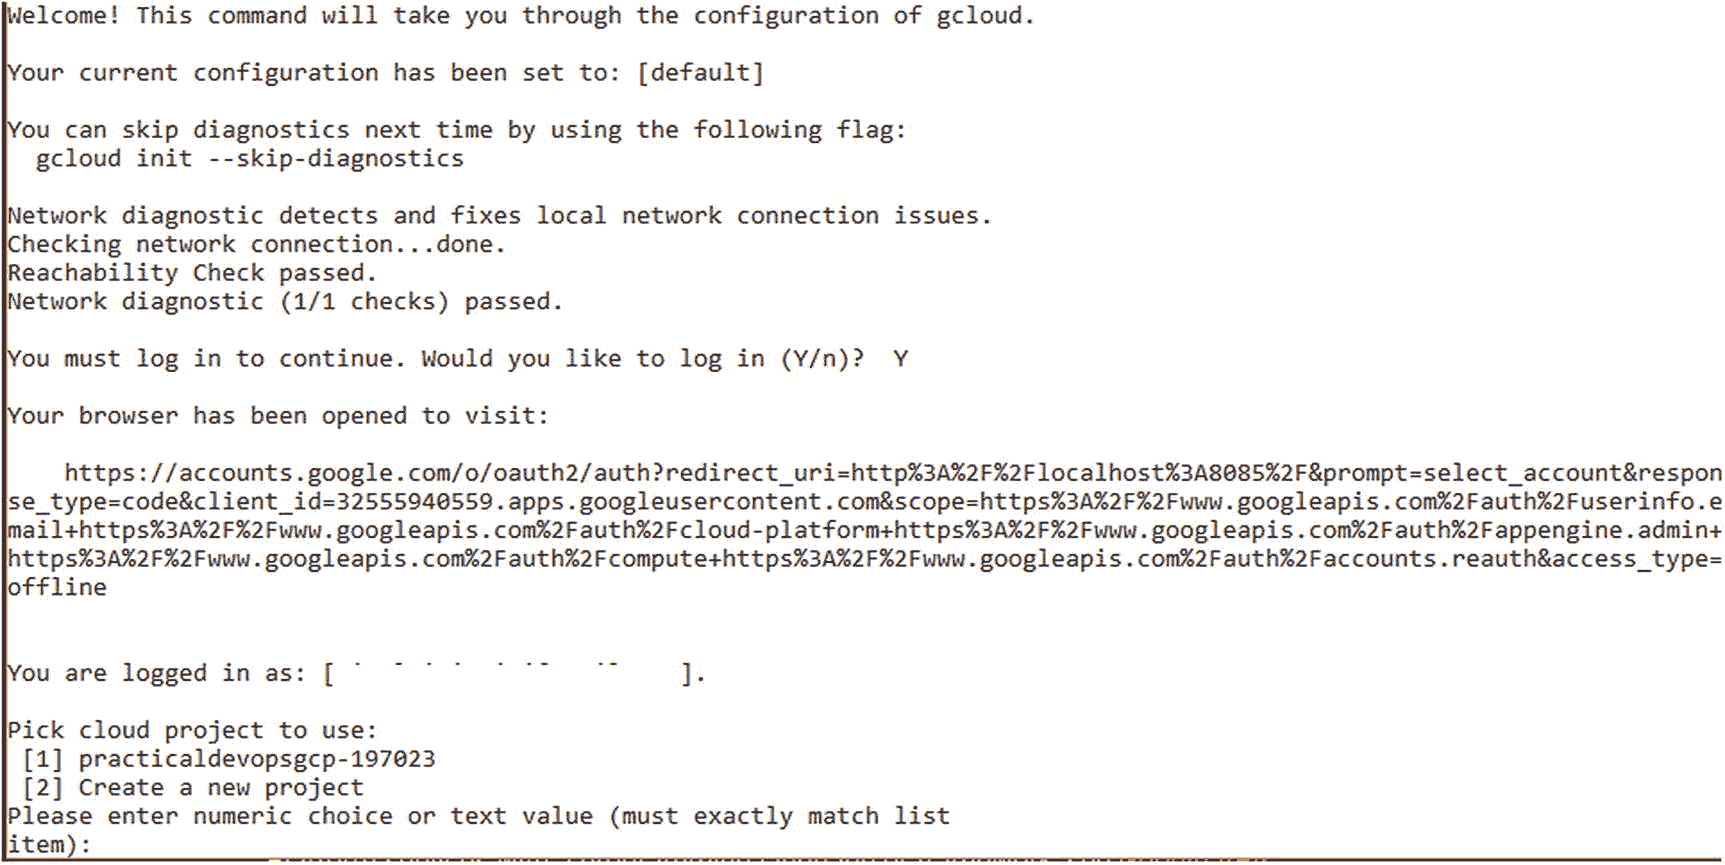 Welcome! This command will take you through the configuration of gcloud.
Your current configuration has been set to: [default]
You can skip diagnostics next time by using the following flag:
gcloud init --skip-diagnostics
Network diagnostic detects and fixes local network connection issues.
Checking network connection...done.
Reachability Check passed.
Network diagnostic (1/1 checks) passed.
You must log in to continue. Would you like to log in (Y/n)?  Y
Your browser has been opened to visit:
https://accounts.google.com/o/oauth2/auth?redirect_uri=http%3A%2F%2Flocalhost%3A8085%2F&prompt=select_account&respon
se_type=code&client_id=32555940559.apps.googleusercontent.com&scope=https%3A%2F%2Fwww.googleapis.com%2Fauth%2Fuserinfo.e
mail+https%3A%2F%2Fwww.googleapis.com%2Fauth%2Fcloud-platform+https%3A%2F%2Fwww.googleapis.com%2Fauth%2Fappengine.admin+
https%3A%2F%2Fwww.googleapis.com%2Fauth%2Fcompute+https%3A%2F%2Fwww.googleapis.com%2Fauth%2Faccounts.reauth&access_type=
offline
You are logged in as: [ ].
Pick cloud project to use:
[1] practicaldevopsgcp-197023
[2] Create a new project
Please enter numeric choice or text value (must exactly match list
item):